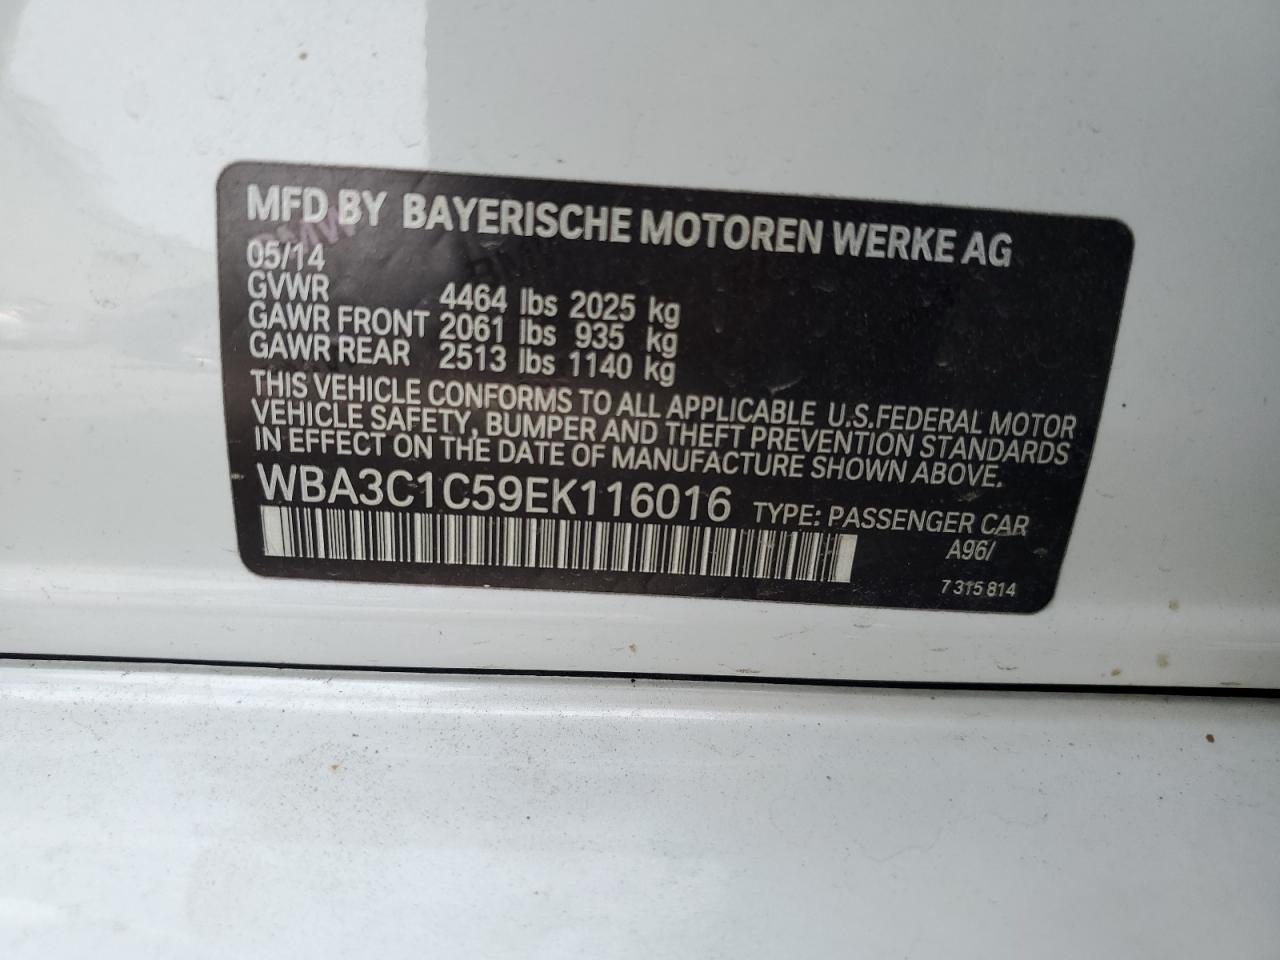 MFD BY BAYERISCHE MOTOREN WERKE AG
05/14
GVWR 4464 lbs 2025 kg
GAWR FRONT 2061 lbs 935 kg
GAWR REAR 2513 lbs 1140 kg
THIS VEHICLE CONFORMS TO ALL APPLICABLE U.S.FEDERAL MOTOR
VEHICLE SAFETY, BUMPER AND THEFT PREVENTION STANDARDS
IN EFFECT ON THE DATE OF MANUFACTURE SHOWN ABOVE.
WBA3C1C59EK116016 TYPE: PASSENGER CAR
A96/
7 315 814